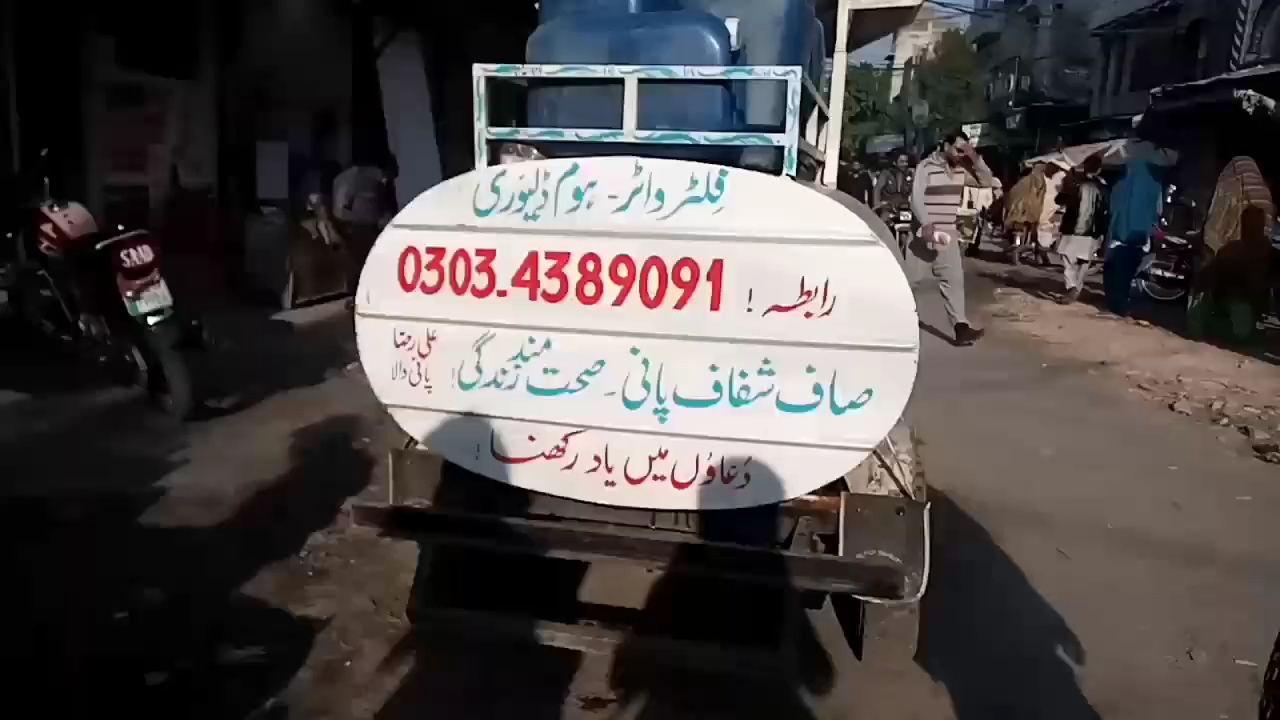 فلٹر واٹر - ہوم ڈلیوری
رابطہ ! 0303-4389091
صاف شفاف پانی - صحت مند زندگی !
علی رضا
پانی والا
دُعاؤں میں یاد رکھنا !
SAAD